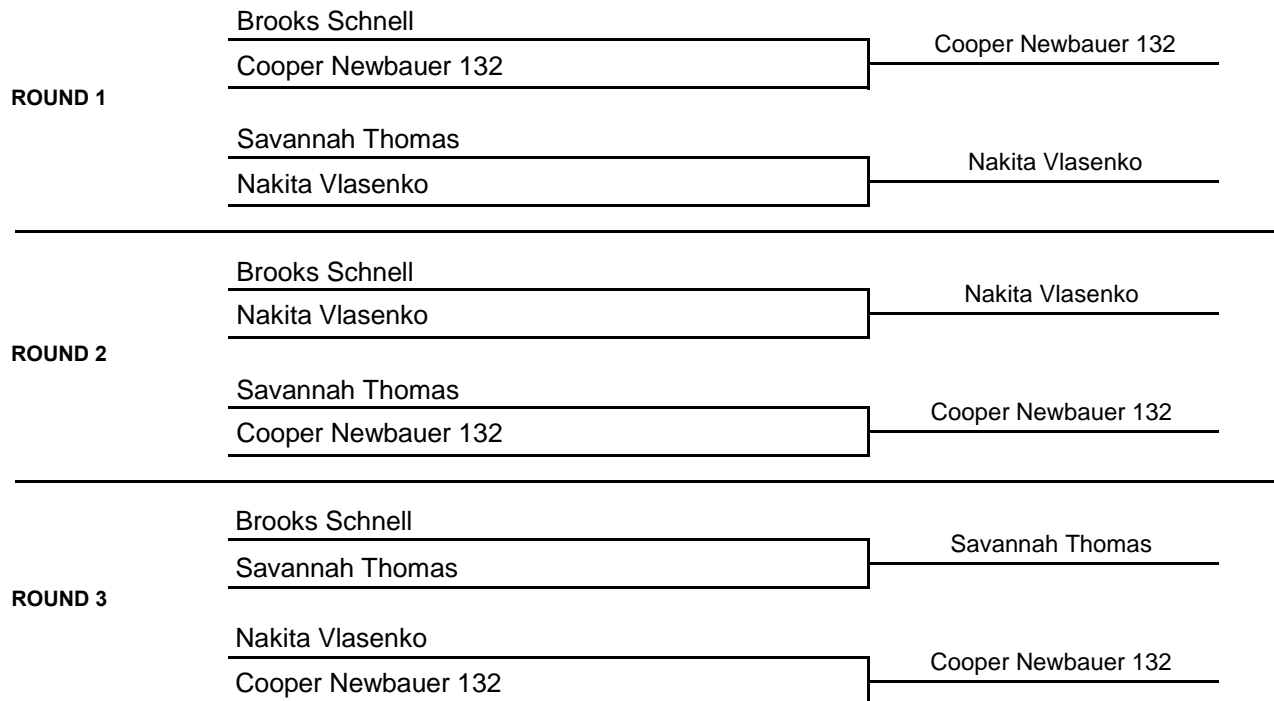 Brooks Schnell
Cooper Newbauer 132
Cooper Newbauer 132
ROUND 1
Savannah Thomas
Nakita Vlasenko
Nakita Vlasenko
Brooks Schnell
Nakita Vlasenko
Nakita Vlasenko
ROUND 2
Savannah Thomas
Cooper Newbauer 132
Cooper Newbauer 132
Brooks Schnell
Savannah Thomas
Savannah Thomas
ROUND 3
Nakita Vlasenko
Cooper Newbauer 132
Cooper Newbauer 132